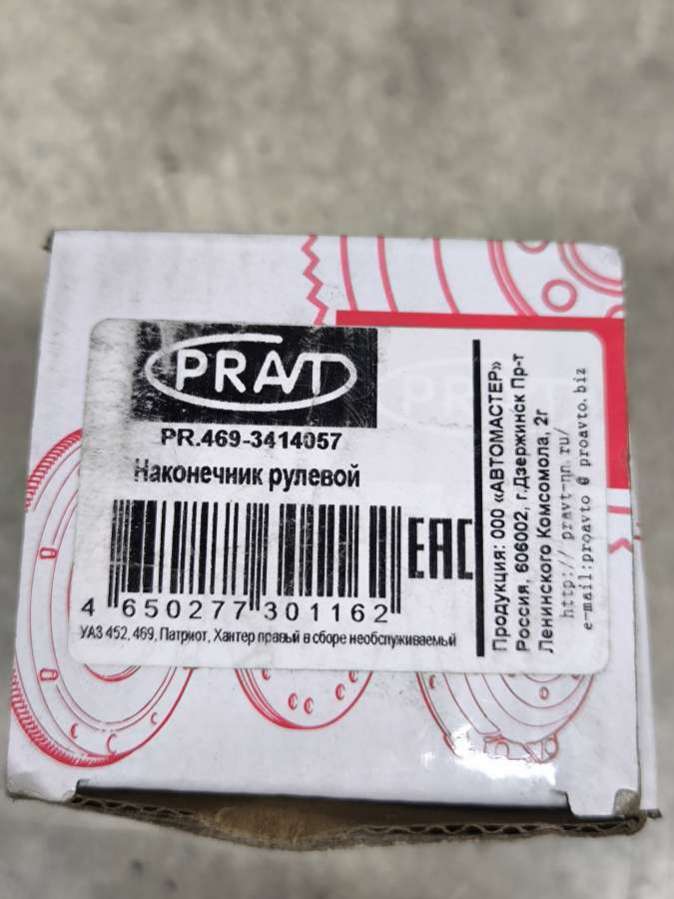 PRAVT
PR.469-3414057
Наконечник рулевой
4 650277 301162
EAC
УАЗ 452, 469, Патриот, Хантер правый в сборе необслуживаемый
Продукция: ООО «АВТОМАСТЕР»
Россия, 606002, г.Дзержинск Пр-т
Ленинского Комсомола, 2г
http:// pravt-nn. ru/
e-mail:proavto @ proavto. biz